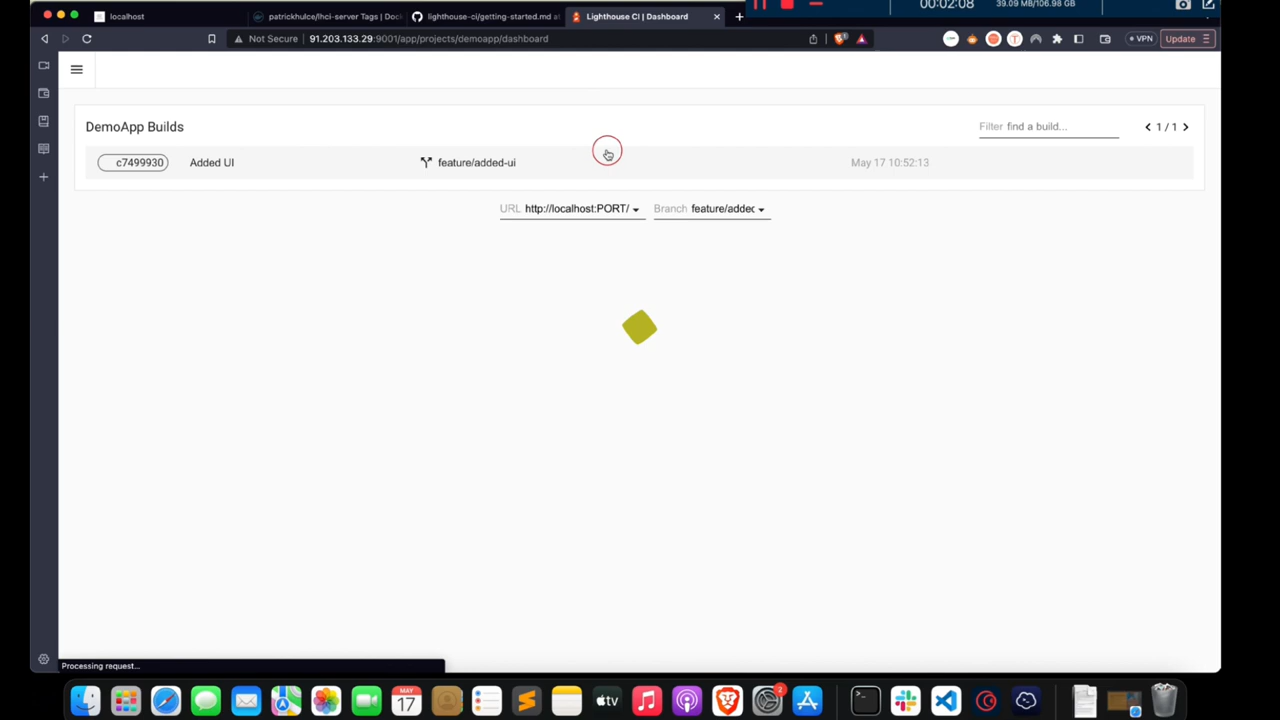 localhost
patrickhulce/lhci-server Tags | Doc
lighthouse-ci/getting-started.md a
Lighthouse CI | Dashboard
00:02:08
39.09 MB/106.98 GB
Not Secure
91.203.133.29:9001/app/projects/demoapp/dashboard
VPN
Update
DemoApp Builds
Filter find a build...
1 / 1
c7499930
Added UI
feature/added-ui
May 17 10:52:13
URL http://localhost:PORT/
Branch feature/addec
Processing request...
MAY
17
tv
2